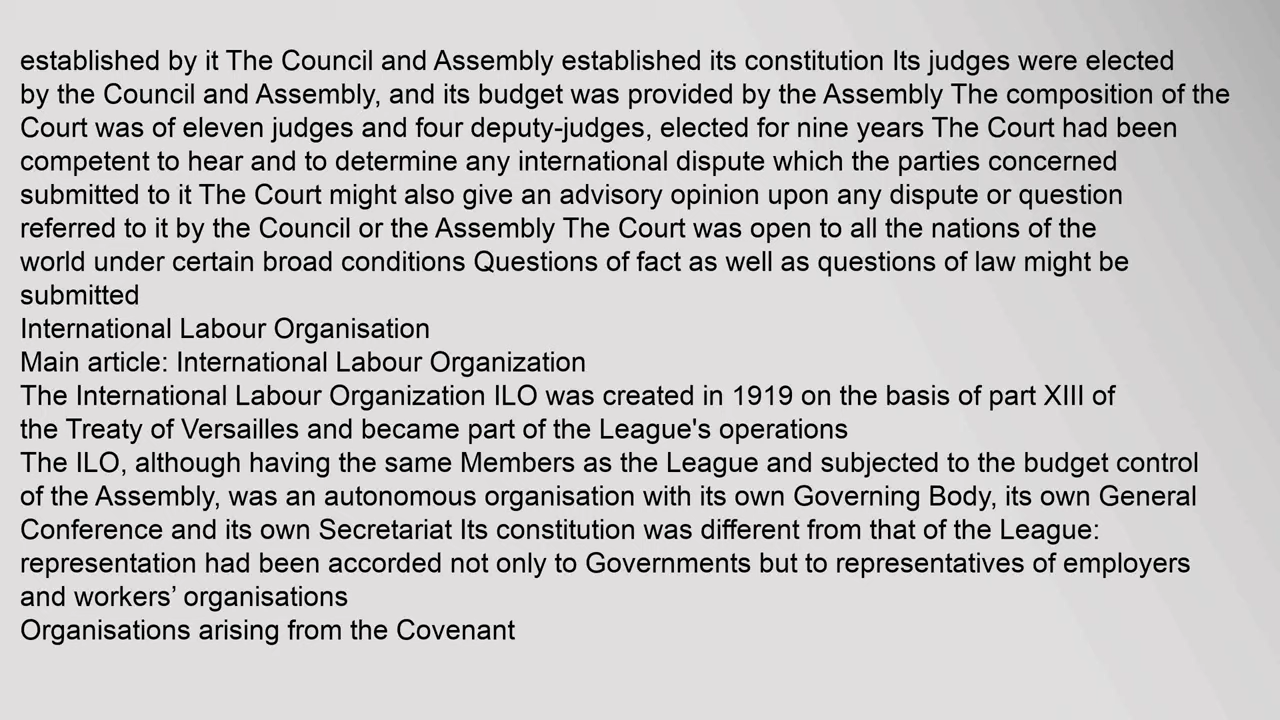 established by it The Council and Assembly established its constitution Its judges were elected
by the Council and Assembly, and its budget was provided by the Assembly The composition of the
Court was of eleven judges and four deputy-judges, elected for nine years The Court had been
competent to hear and to determine any international dispute which the parties concerned
submitted to it The Court might also give an advisory opinion upon any dispute or question
referred to it by the Council or the Assembly The Court was open to all the nations of the
world under certain broad conditions Questions of fact as well as questions of law might be
submitted
International Labour Organisation
Main article: International Labour Organization
The International Labour Organization ILO was created in 1919 on the basis of part XIII of
the Treaty of Versailles and became part of the League's operations
The ILO, although having the same Members as the League and subjected to the budget control
of the Assembly, was an autonomous organisation with its own Governing Body, its own General
Conference and its own Secretariat Its constitution was different from that of the League:
representation had been accorded not only to Governments but to representatives of employers
and workers’ organisations
Organisations arising from the Covenant